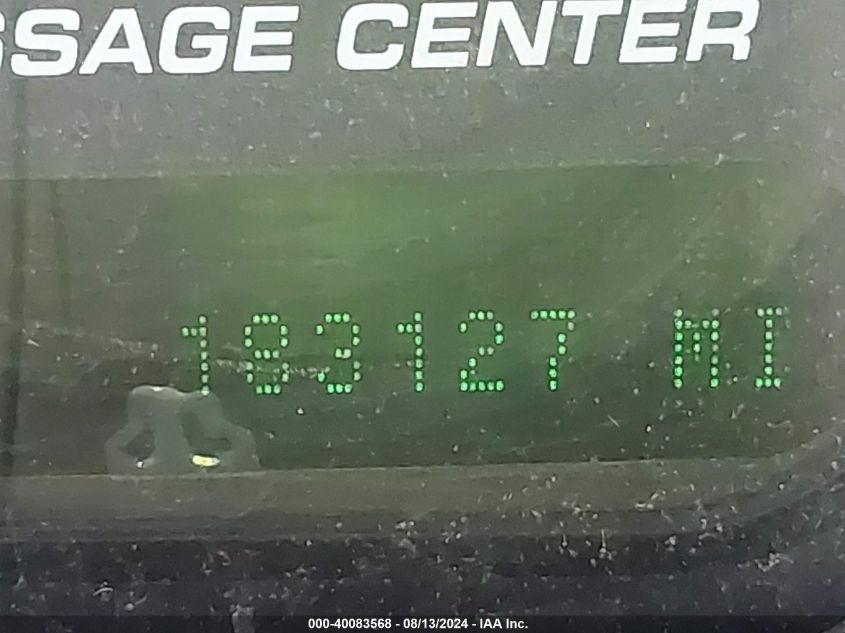 SSAGE CENTER
183127 MI
000-40083568 - 08/13/2024 - IAA Inc.